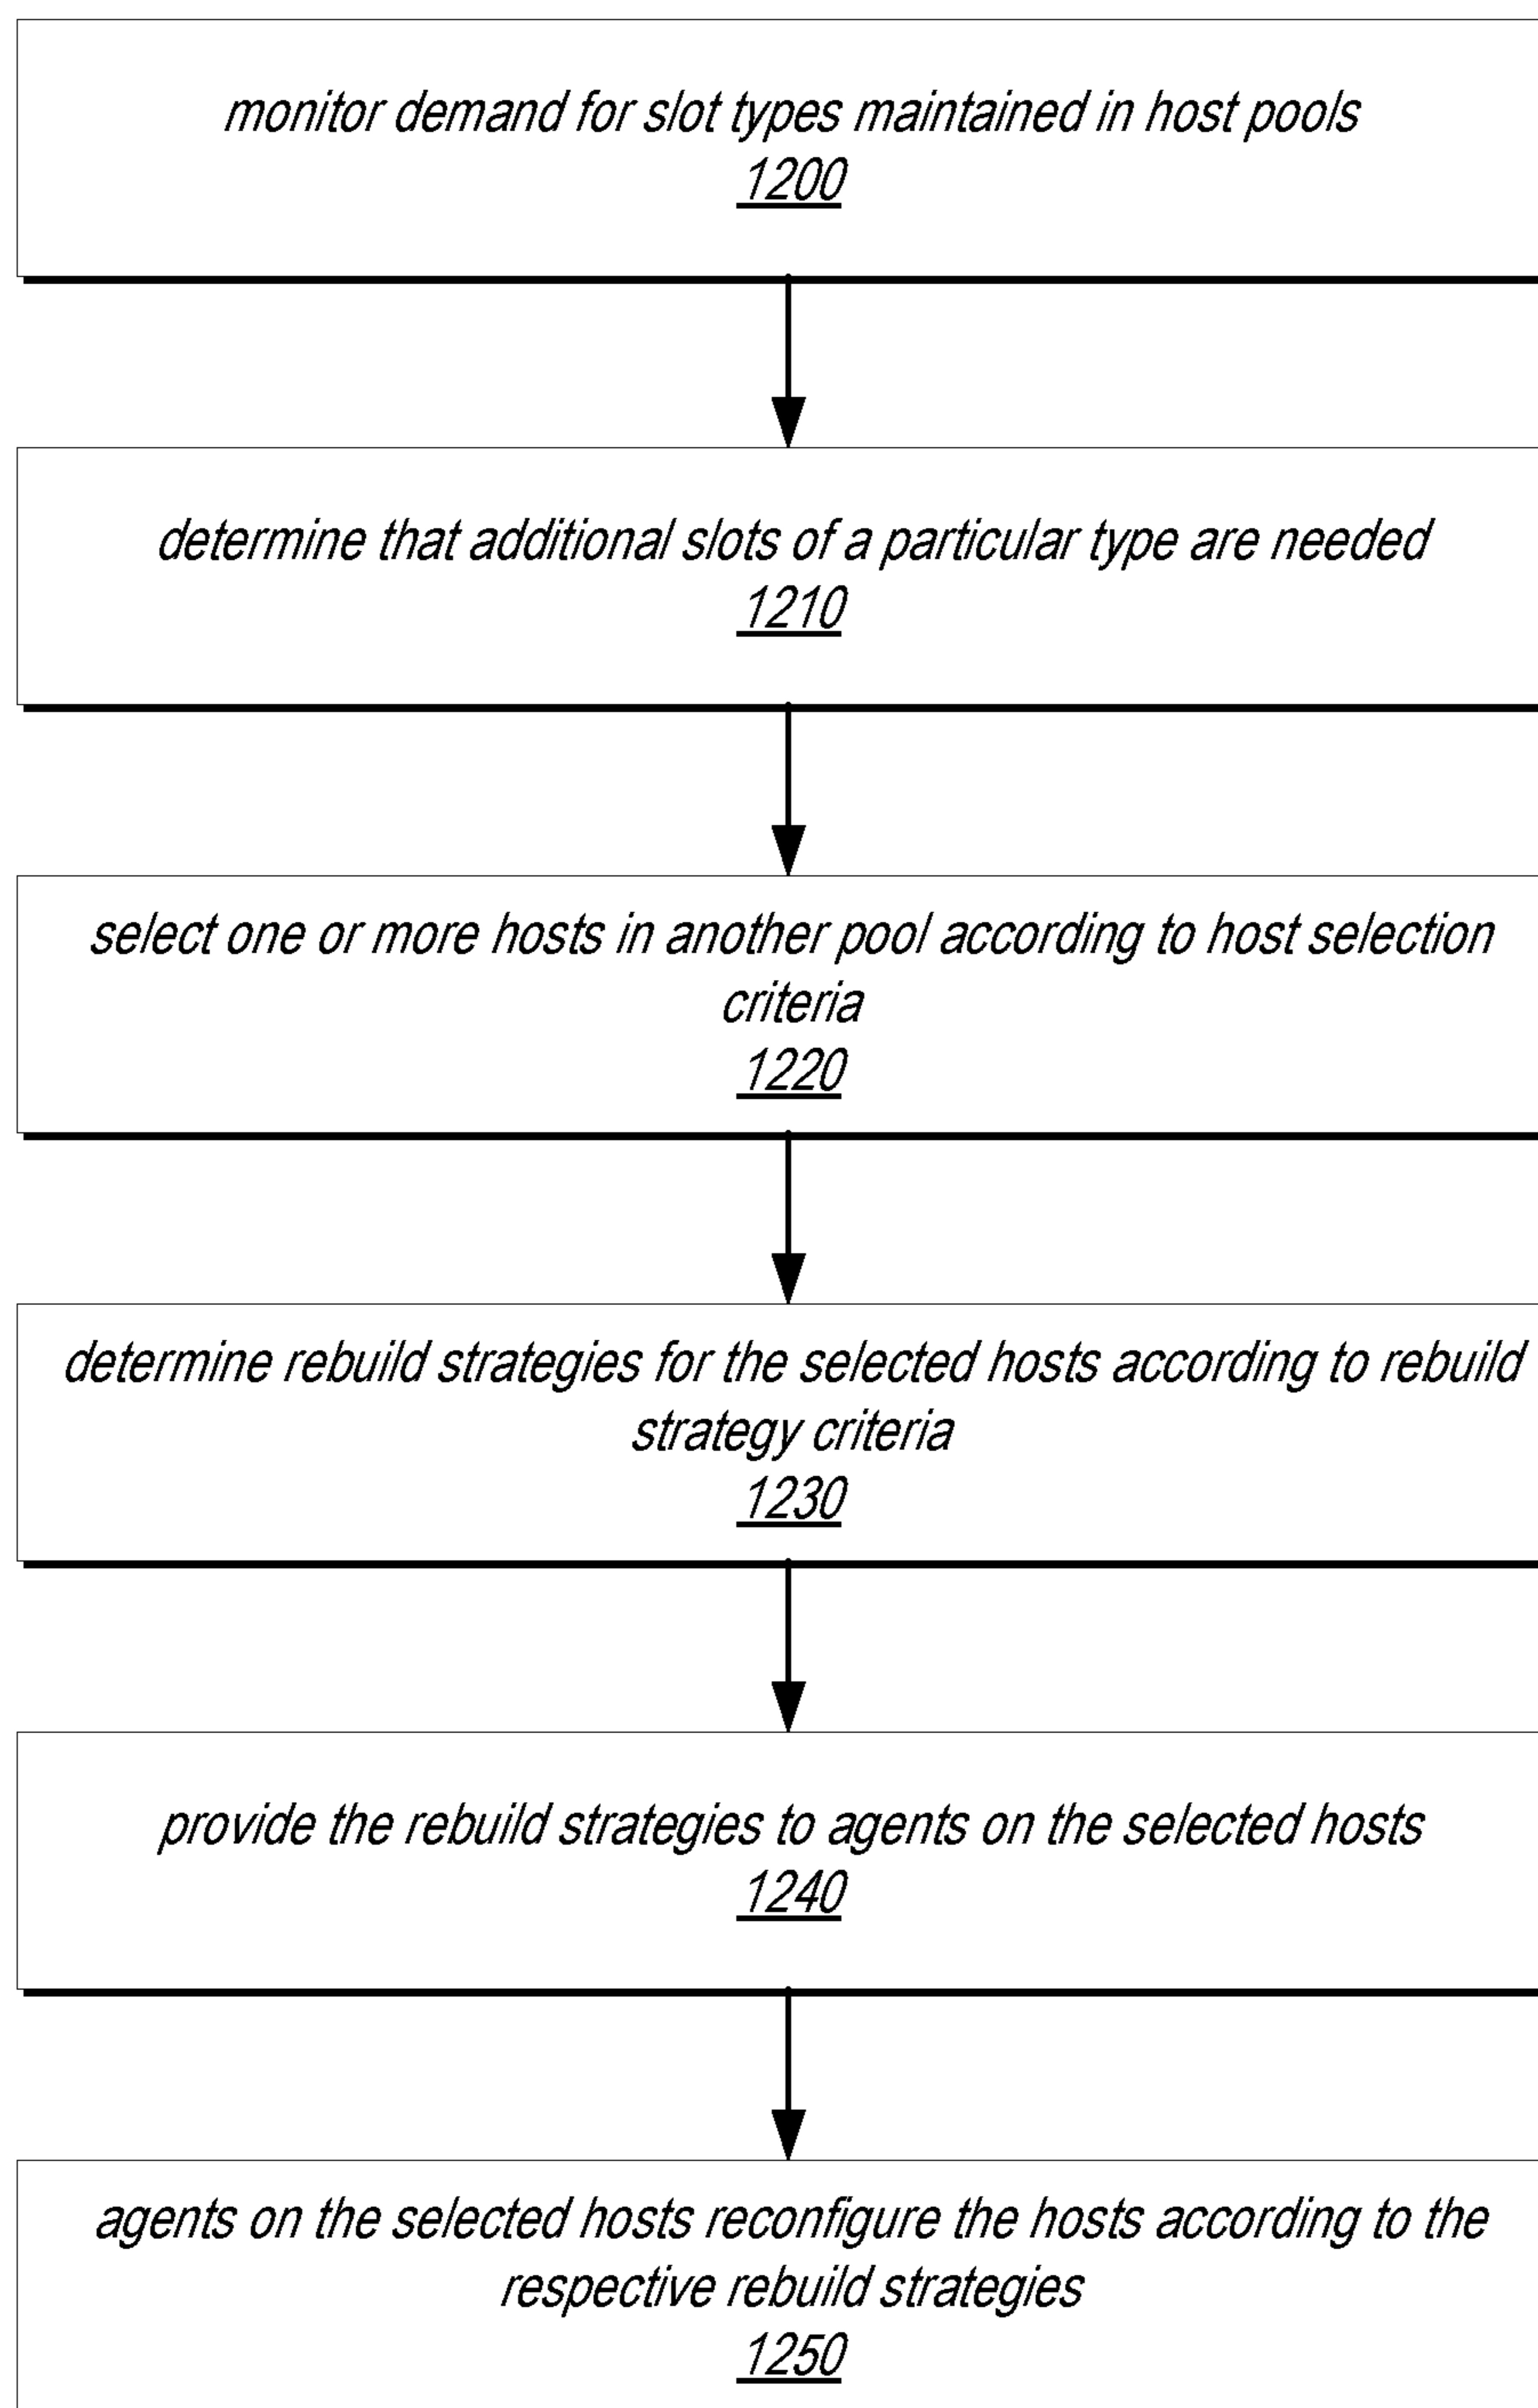 monitor demand for slot types maintained in host pools
1200
determine that additional slots of a particular type are needed
1210
select one or more hosts in another pool according to host selection
criteria
1220
determine rebuild strategies for the selected hosts according to rebuild
strategy criteria
1230
provide the rebuild strategies to agents on the selected hosts
1240
agents on the selected hosts reconfigure the hosts according to the
respective rebuild strategies
1250